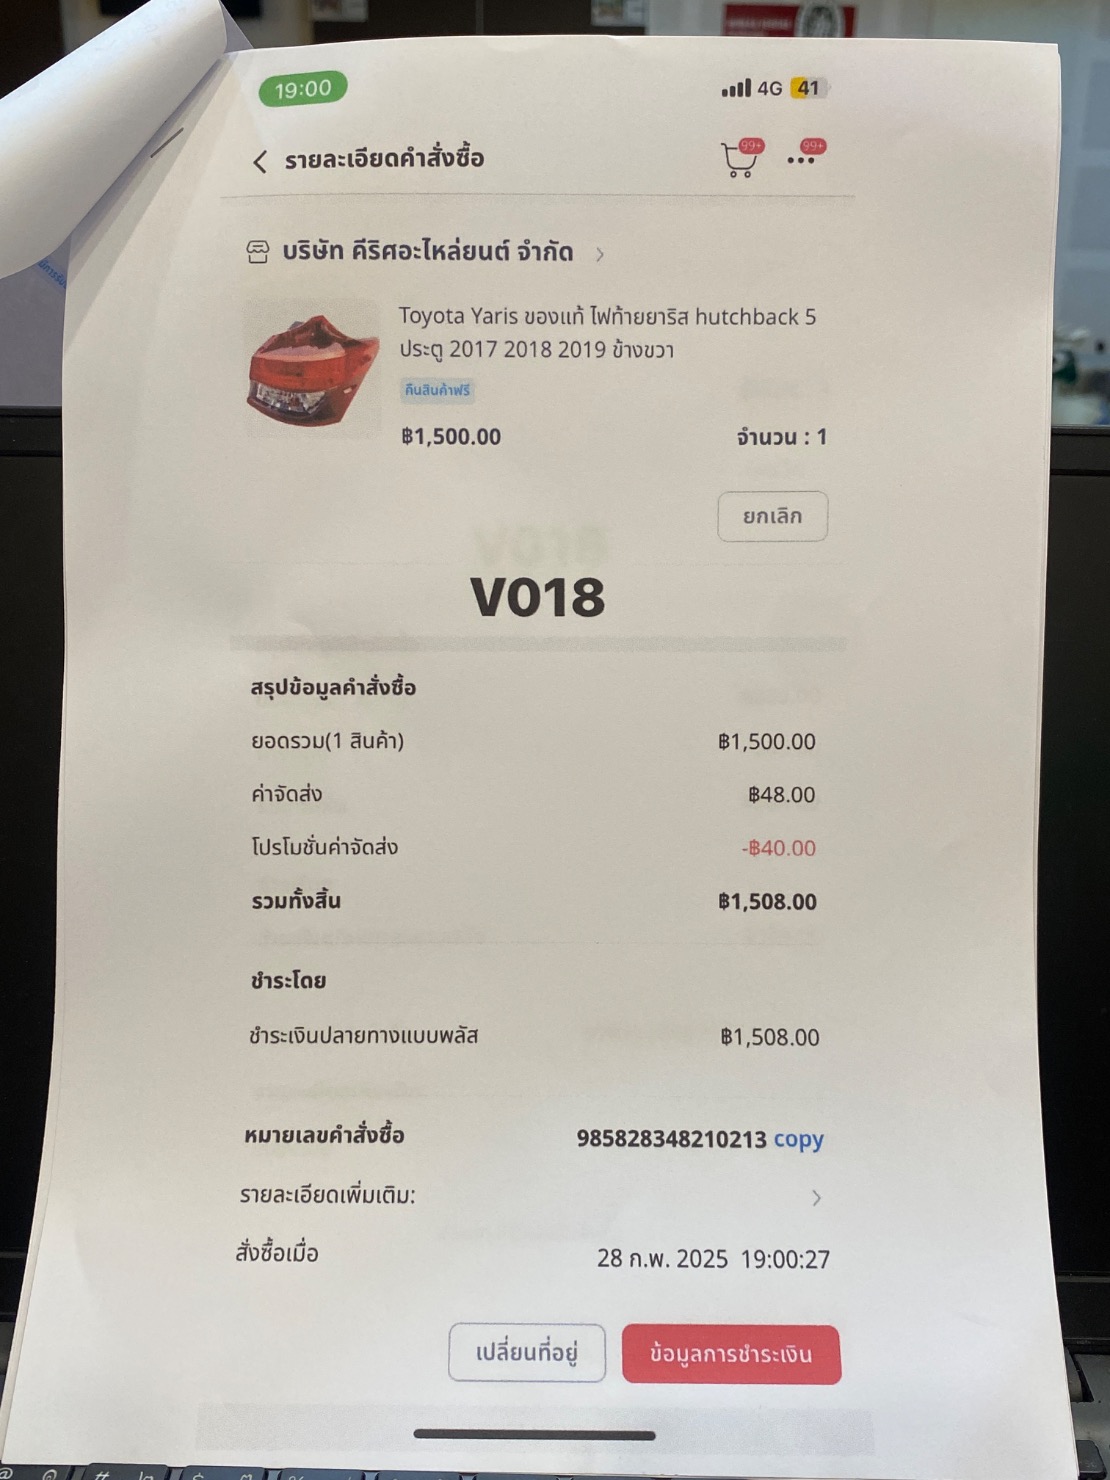 19:00
4G 41
รายละเอียดคำสั่งซื้อ
99+
99+
บริษัท คีริศอะไหล่ยนต์ จำกัด
Toyota Yaris ของแท้ ไฟท้ายยาริส hutchback 5
ประตู 2017 2018 2019 ข้างขวา
คืนสินค้าฟรี
฿1,500.00 จำนวน : 1
ยกเลิก
V018
สรุปข้อมูลคำสั่งซื้อ
ยอดรวม(1 สินค้า) ฿1,500.00
ค่าจัดส่ง ฿48.00
โปรโมชั่นค่าจัดส่ง -฿40.00
รวมทั้งสิ้น ฿1,508.00
ชำระโดย
ชำระเงินปลายทางแบบพลัส ฿1,508.00
หมายเลขคำสั่งซื้อ 985828348210213 copy
รายละเอียดเพิ่มเติม:
สั่งซื้อเมื่อ 28 ก.พ. 2025 19:00:27
เปลี่ยนที่อยู่ ข้อมูลการชำระเงิน